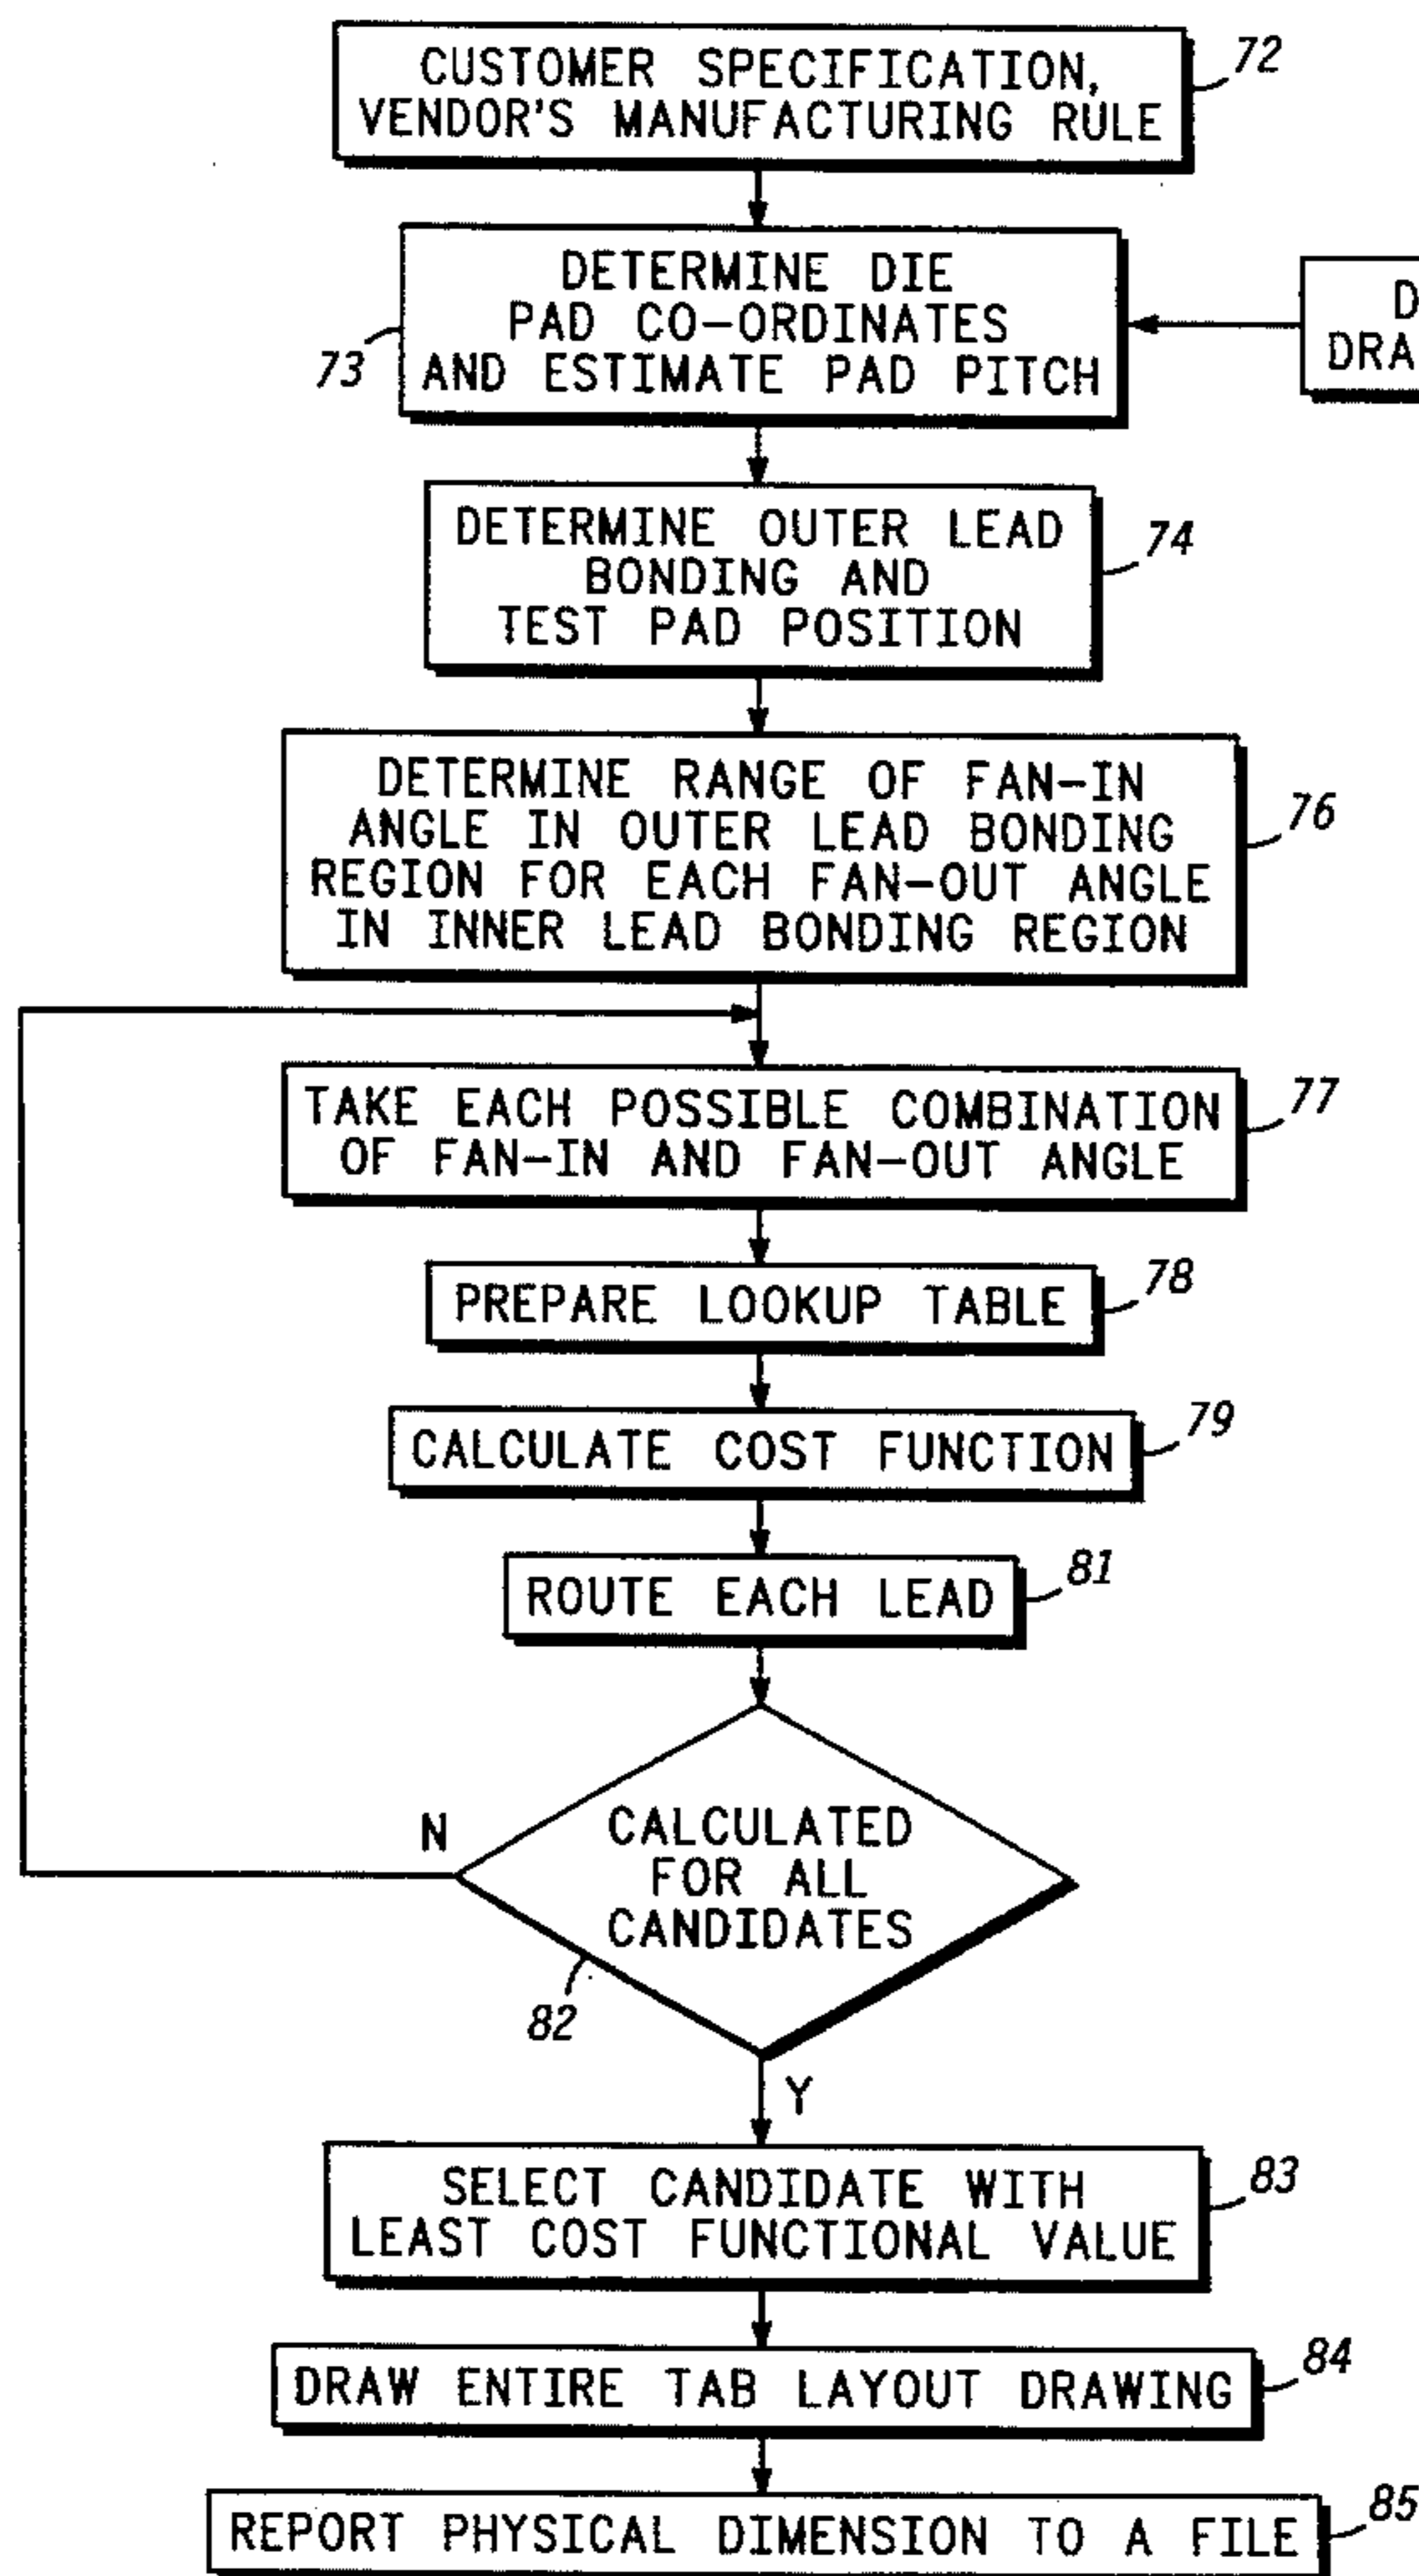 CUSTOMER SPECIFICATION,
VENDOR'S MANUFACTURING RULE
72
DETERMINE DIE
PAD CO-ORDINATES
AND ESTIMATE PAD PITCH
73
DETERMINE OUTER LEAD
BONDING AND
TEST PAD POSITION
74
DETERMINE RANGE OF FAN-IN
ANGLE IN OUTER LEAD BONDING
REGION FOR EACH FAN-OUT ANGLE
IN INNER LEAD BONDING REGION
76
TAKE EACH POSSIBLE COMBINATION
OF FAN-IN AND FAN-OUT ANGLE
77
PREPARE LOOKUP TABLE
78
CALCULATE COST FUNCTION
79
ROUTE EACH LEAD
81
N
CALCULATED
FOR ALL
CANDIDATES
82
Y
SELECT CANDIDATE WITH
LEAST COST FUNCTIONAL VALUE
83
DRAW ENTIRE TAB LAYOUT DRAWING
84
REPORT PHYSICAL DIMENSION TO A FILE
85